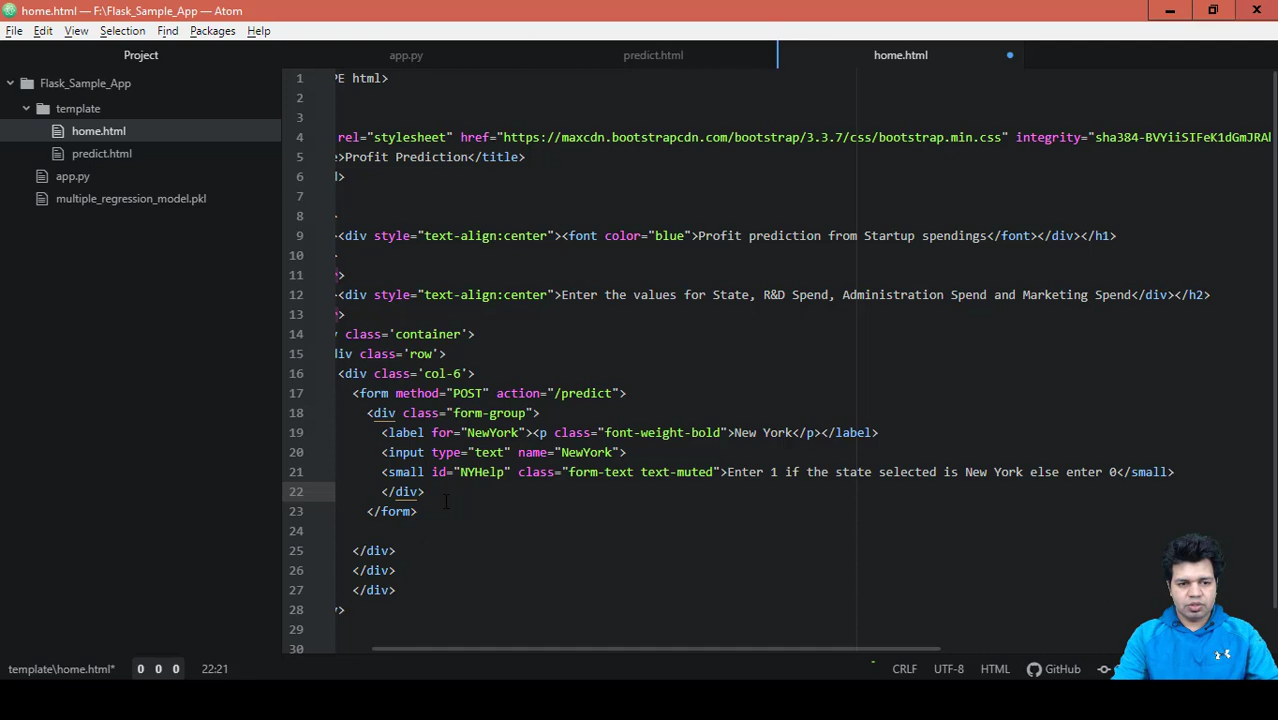 home.html — F:\Flask_Sample_App — Atom
File Edit View Selection Find Packages Help
Project app.py predict.html home.html
Flask_Sample_App
template
home.html
predict.html
app.py
multiple_regression_model.pkl
1 PE html>
2
3
4 rel="stylesheet" href="https://maxcdn.bootstrapcdn.com/bootstrap/3.3.7/css/bootstrap.min.css" integrity="sha384-BVYiiSIFeK1dGmJRA
5 >Profit Prediction</title>
6 >
7
8
9 <div style="text-align:center"><font color="blue">Profit prediction from Startup spendings</font></div></h1>
10
11 >
12 <div style="text-align:center">Enter the values for State, R&D Spend, Administration Spend and Marketing Spend</div></h2>
13 >
14 class='container'>
15 div class='row'>
16 <div class='col-6'>
17 <form method="POST" action="/predict">
18 <div class="form-group">
19 <label for="NewYork"><p class="font-weight-bold">New York</p></label>
20 <input type="text" name="NewYork">
21 <small id="NYHelp" class="form-text text-muted">Enter 1 if the state selected is New York else enter 0</small>
22 </div>
23 </form>
24
25 </div>
26 </div>
27 </div>
28 >
29
30
template\home.html* 0 0 0 22:21 CRLF UTF-8 HTML GitHub